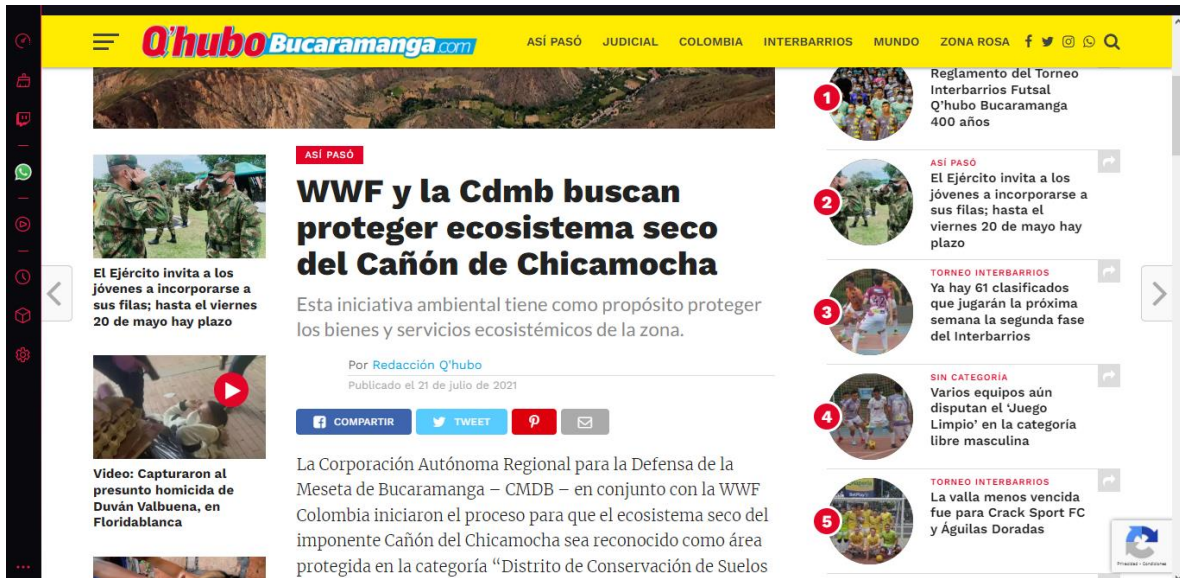 Q'hubo Bucaramanga.com
ASÍ PASÓ JUDICIAL COLOMBIA INTERBARRIOS MUNDO ZONA ROSA
El Ejército invita a los
jóvenes a incorporarse a
sus filas; hasta el viernes
20 de mayo hay plazo
Video: Capturaron al
presunto homicida de
Duván Valbuena, en
Floridablanca
ASÍ PASÓ
WWF y la Cdmb buscan
proteger ecosistema seco
del Cañón de Chicamocha
Esta iniciativa ambiental tiene como propósito proteger
los bienes y servicios ecosistémicos de la zona.
Por Redacción Q'hubo
Publicado el 21 de julio de 2021
COMPARTIR TWEET
La Corporación Autónoma Regional para la Defensa de la
Meseta de Bucaramanga – CMDB – en conjunto con la WWF
Colombia iniciaron el proceso para que el ecosistema seco del
imponente Cañón del Chicamocha sea reconocido como área
protegida en la categoría “Distrito de Conservación de Suelos
1
Reglamento del Torneo
Interbarrios Futsal
Q'hubo Bucaramanga
400 años
2
ASÍ PASÓ
El Ejército invita a los
jóvenes a incorporarse a
sus filas; hasta el
viernes 20 de mayo hay
plazo
3
TORNEO INTERBARRIOS
Ya hay 61 clasificados
que jugarán la próxima
semana la segunda fase
del Interbarrios
4
SIN CATEGORÍA
Varios equipos aún
disputan el ‘Juego
Limpio’ en la categoría
libre masculina
5
TORNEO INTERBARRIOS
La valla menos vencida
fue para Crack Sport FC
y Águilas Doradas
Privacidad - Condiciones